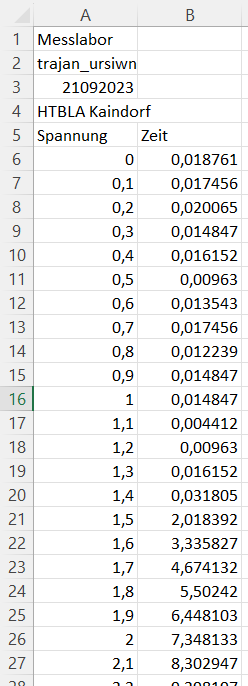 A B
1 Messlabor
2 trajan_ursiwn
3 21092023
4 HTBLA Kaindorf
5 Spannung Zeit
6 0 0,018761
7 0,1 0,017456
8 0,2 0,020065
9 0,3 0,014847
10 0,4 0,016152
11 0,5 0,00963
12 0,6 0,013543
13 0,7 0,017456
14 0,8 0,012239
15 0,9 0,014847
16 1 0,014847
17 1,1 0,004412
18 1,2 0,00963
19 1,3 0,016152
20 1,4 0,031805
21 1,5 2,018392
22 1,6 3,335827
23 1,7 4,674132
24 1,8 5,50242
25 1,9 6,448103
26 2 7,348133
27 2,1 8,302947